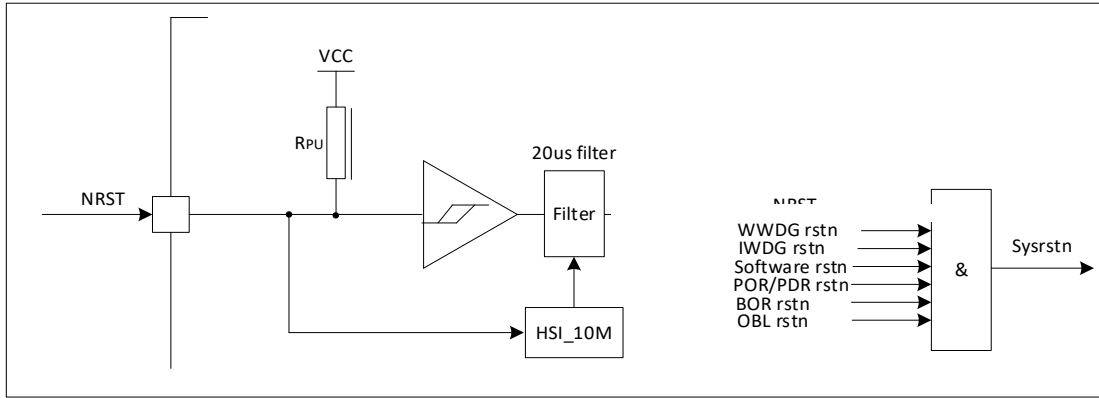 VCC
RPU
20us filter
NRST
Filter
HSI_10M
WWDG rstn
IWDG rstn
Software rstn
POR/PDR rstn
BOR rstn
OBL rstn
&
Sysrstn